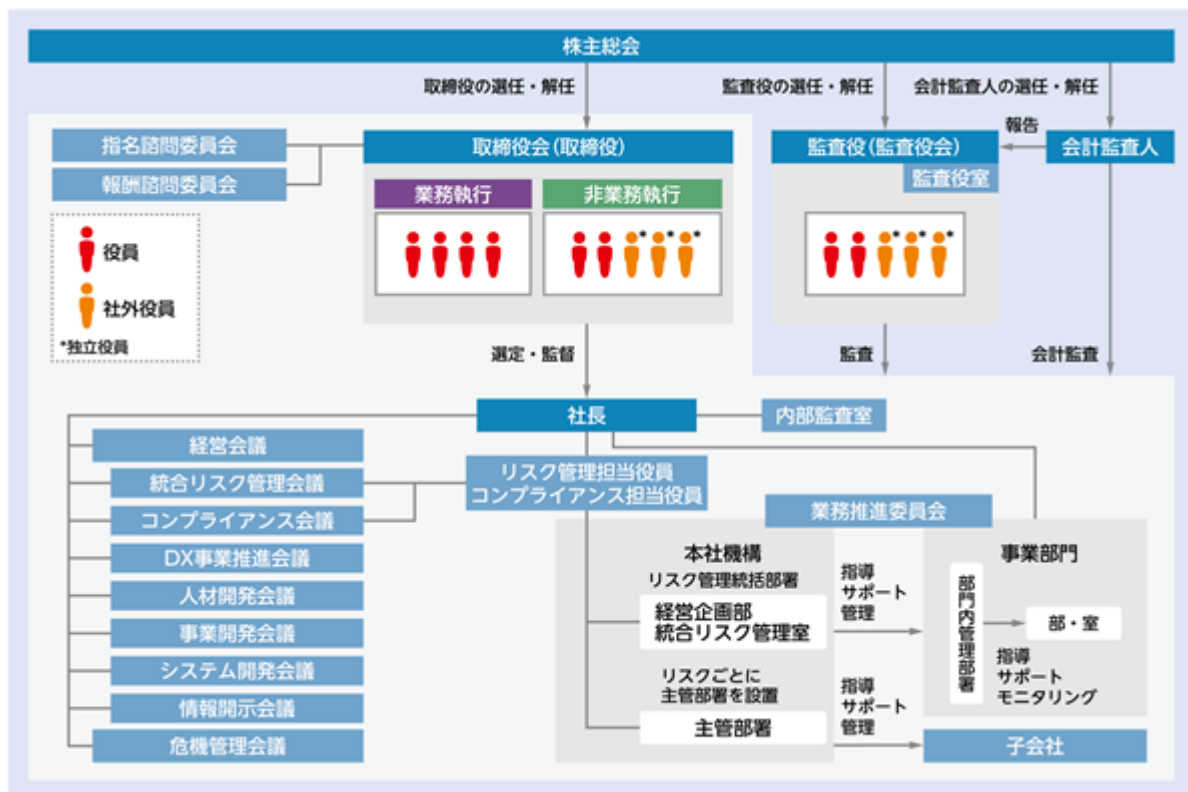 株主総会
取締役の選任・解任
監査役の選任・解任
会計監査人の選任・解任
指名諮問委員会
報酬諮問委員会
取締役会(取締役)
業務執行
非業務執行
* * *
監査役(監査役会)
監査役室
* * *
報告
会計監査人
役員
社外役員
*独立役員
選定・監督
監査
会計監査
社長
内部監査室
経営会議
統合リスク管理会議
コンプライアンス会議
DX事業推進会議
人材開発会議
事業開発会議
システム開発会議
情報開示会議
危機管理会議
リスク管理担当役員
コンプライアンス担当役員
業務推進委員会
本社機構
リスク管理統括部署
経営企画部
統合リスク管理室
リスクごとに
主管部署を設置
主管部署
指導
サポート
管理
指導
サポート
管理
事業部門
部門内管理部署
部・室
指導
サポート
モニタリング
子会社